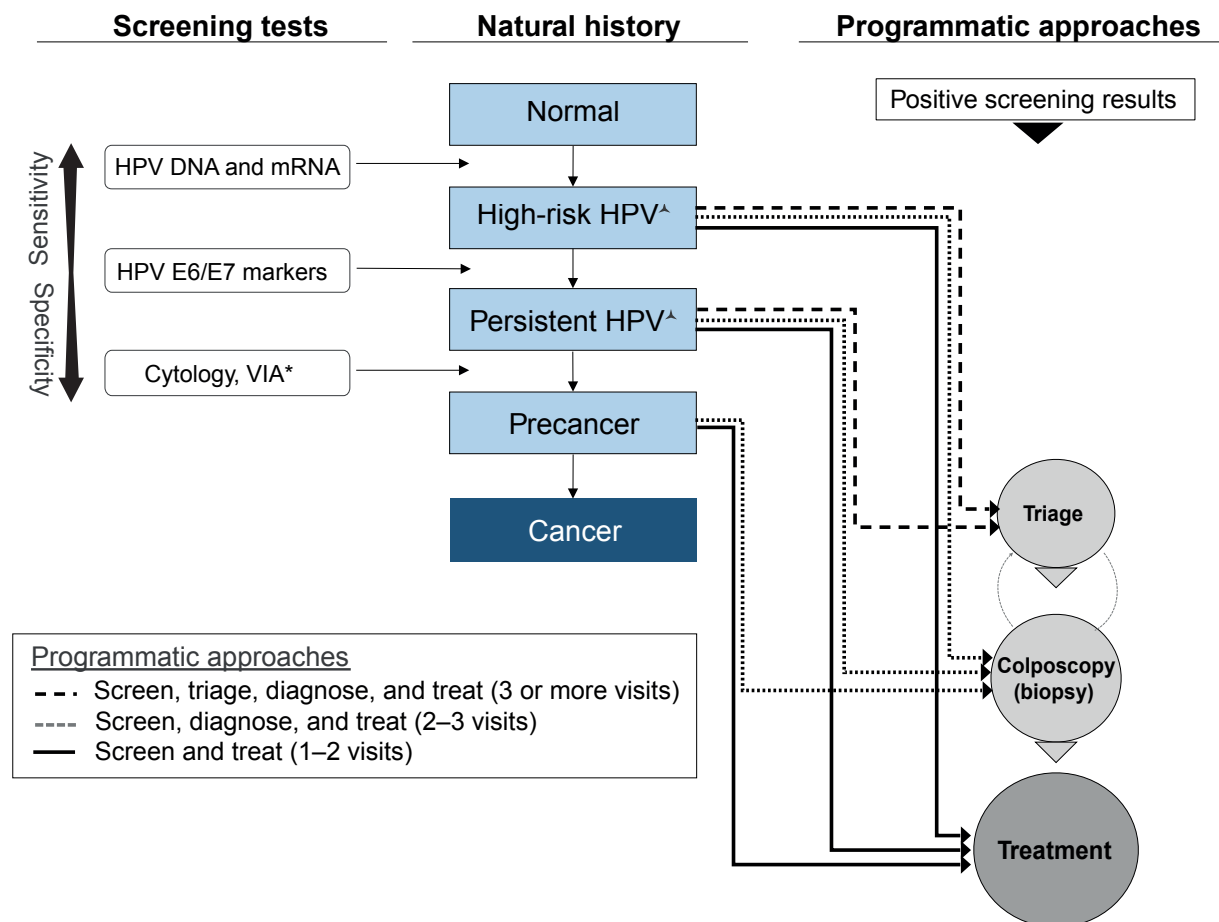 Screening tests
Natural history
Programmatic approaches
Positive screening results
Normal
HPV DNA and mRNA
Sensitivity
High-risk HPV⅄
HPV E6/E7 markers
Specificity
Persistent HPV⅄
Cytology, VIA*
Precancer
Cancer
Triage
Colposcopy
(biopsy)
Treatment
Programmatic approaches
Screen, triage, diagnose, and treat (3 or more visits)
Screen, diagnose, and treat (2–3 visits)
Screen and treat (1–2 visits)